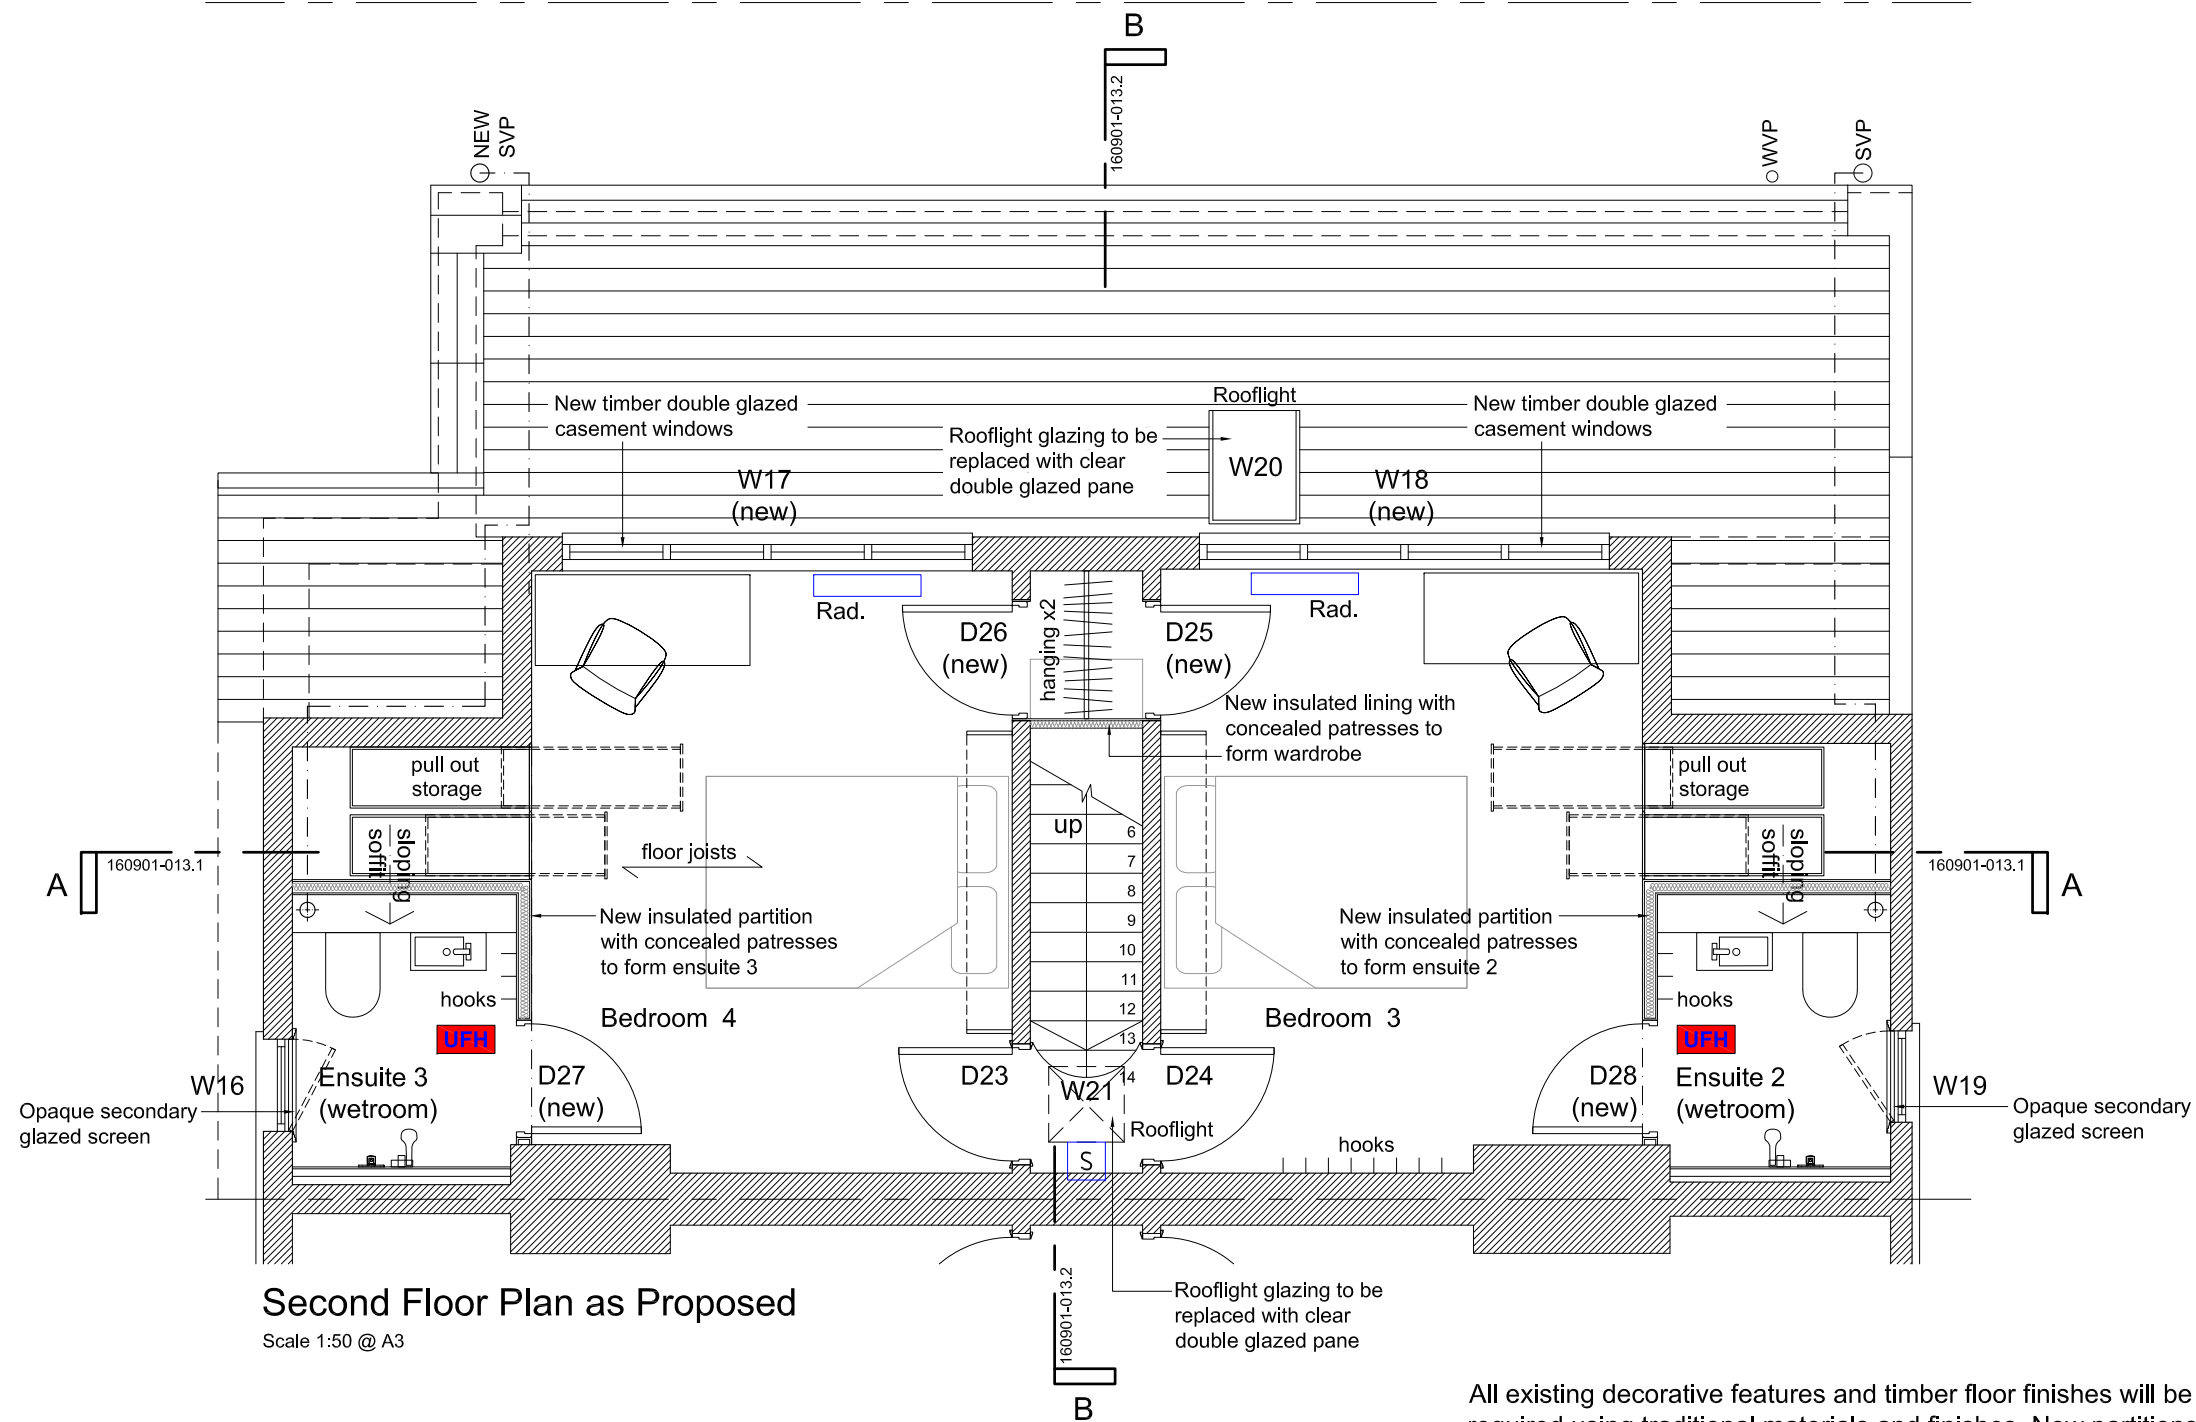 B
160901-013.2
NEW
SVP
WVP
SVP
New timber double glazed
casement windows
W17
(new)
Rooflight glazing to be
replaced with clear
double glazed pane
Rooflight
W20
New timber double glazed
casement windows
W18
(new)
Rad.
Rad.
D26
(new)
hanging x2
D25
(new)
New insulated lining with
concealed patresses to
form wardrobe
pull out
storage
pull out
storage
up
6
7
8
9
10
11
12
13
14
sloping
soffit
sloping
soffit
floor joists
A
160901-013.1
160901-013.1
A
New insulated partition
with concealed patresses
to form ensuite 3
New insulated partition
with concealed patresses
to form ensuite 2
hooks
hooks
Bedroom 4
Bedroom 3
UFH
UFH
W16
Ensuite 3
(wetroom)
D27
(new)
D23
W21
D24
D28
(new)
Ensuite 2
(wetroom)
W19
Opaque secondary
glazed screen
Opaque secondary
glazed screen
Rooflight
hooks
S
Second Floor Plan as Proposed
Scale 1:50 @ A3
160901-013.2
B
Rooflight glazing to be
replaced with clear
double glazed pane
All existing decorative features and timber floor finishes will be
required using traditional materials and finishes. New partitions